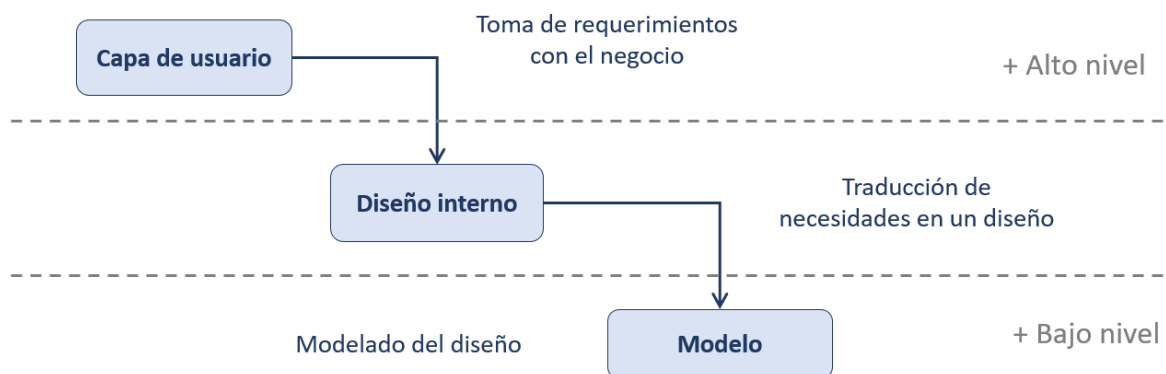 Toma de requerimientos
con el negocio
Capa de usuario
+ Alto nivel
Diseño interno
Traducción de
necesidades en un diseño
Modelado del diseño
Modelo
+ Bajo nivel